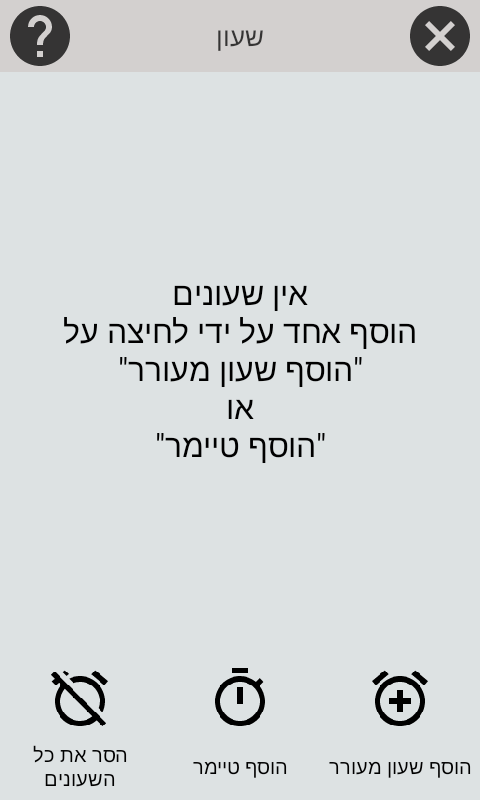 שעון
אין שעונים
הוסף אחד על ידי לחיצה על
"הוסף שעון מעורר"
או
"הוסף טיימר"
הוסף שעון מעורר
הוסף טיימר
הסר את כל
השעונים